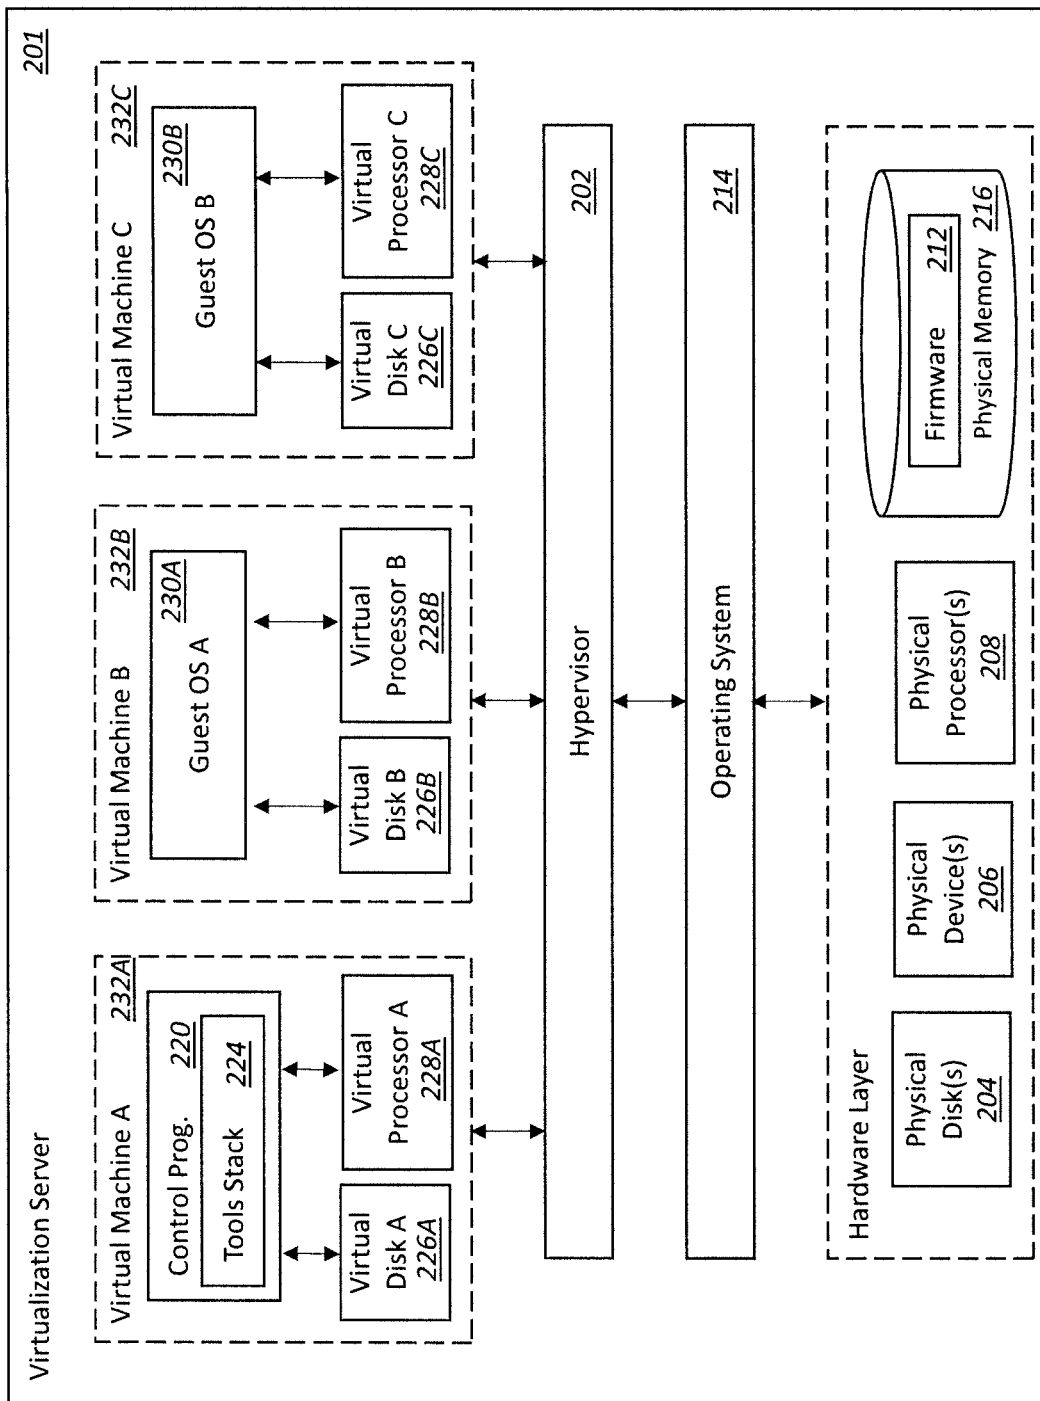 Virtualization Server
201
Virtual Machine A
232A
Control Prog.
220
Tools Stack
224
Virtual
Disk A
226A
Virtual
Processor A
228A
Virtual Machine B
232B
230A
Guest OS A
Virtual
Disk B
226B
Virtual
Processor B
228B
Virtual Machine C
232C
230B
Guest OS B
Virtual
Disk C
226C
Virtual
Processor C
228C
Hypervisor
202
Operating System
214
Hardware Layer
Physical
Disk(s)
204
Physical
Device(s)
206
Physical
Processor(s)
208
Firmware
212
Physical Memory
216